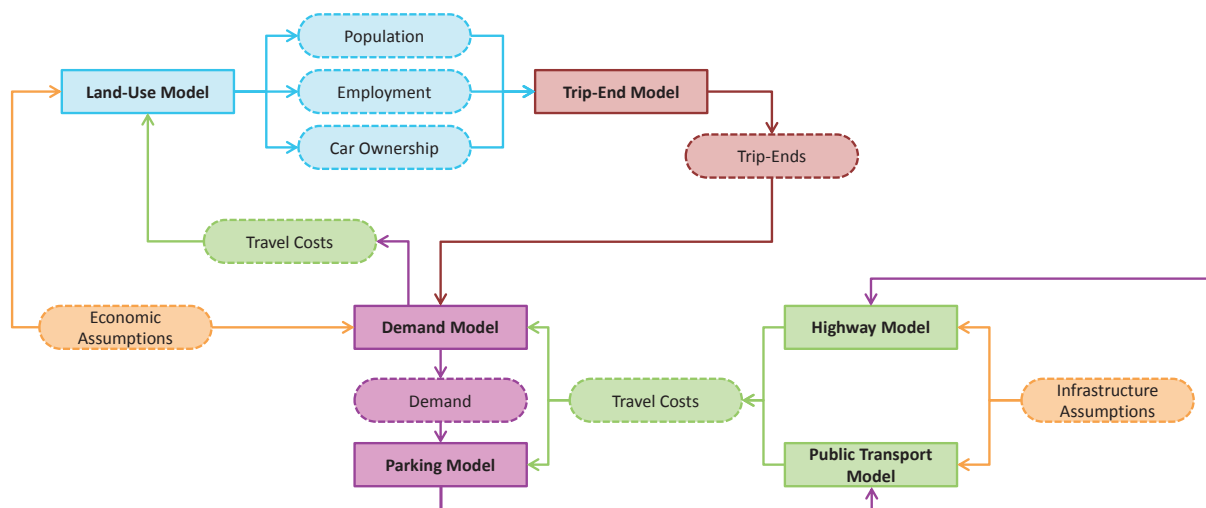 Population
Land-Use Model
Employment
Trip-End Model
Car Ownership
Trip-Ends
Travel Costs
Economic
Assumptions
Demand Model
Highway Model
Demand
Travel Costs
Infrastructure
Assumptions
Parking Model
Public Transport
Model